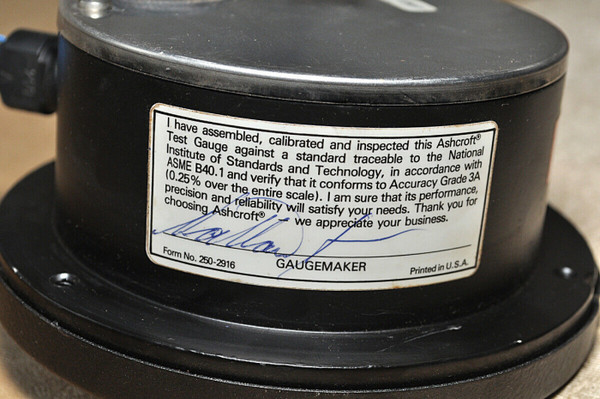 I have assembled, calibrated and inspected this Ashcroft®
Test Gauge against a standard traceable to the National
Institute of Standards and Technology, in accordance with
ASME B40.1 and verify that it conforms to Accuracy Grade 3A
(0.25% over the entire scale). I am sure that its performance,
precision and reliability will satisfy your needs. Thank you for
choosing Ashcroft® we appreciate your business.
Form No. 250-2916 GAUGEMAKER Printed in U.S.A.